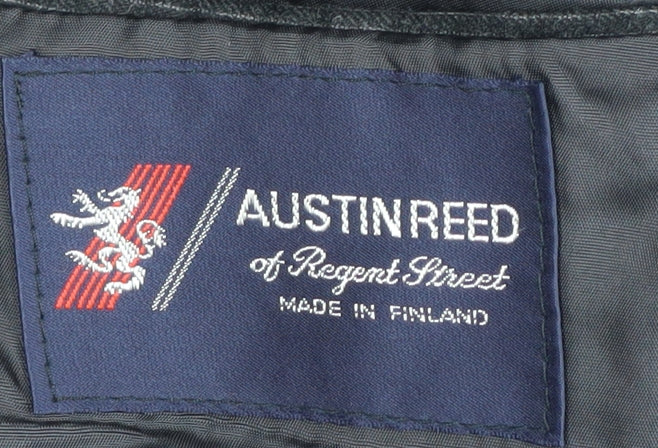 AUSTIN REED
of Regent Street
MADE IN FINLAND